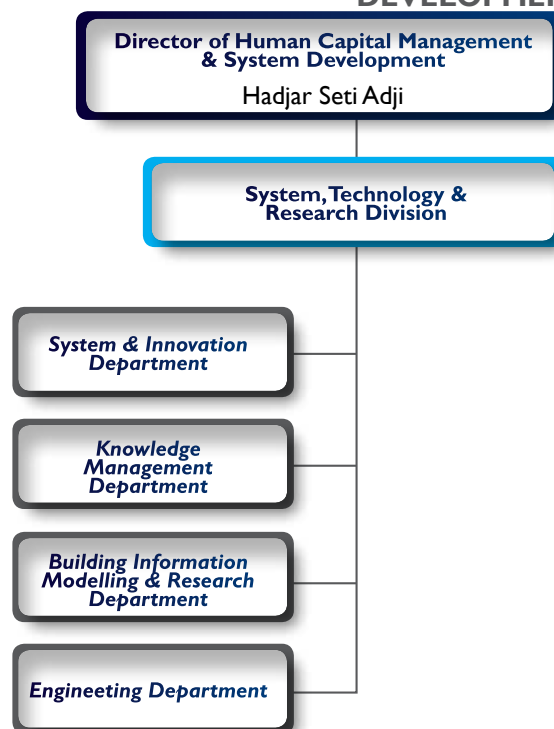 Director of Human Capital Management
& System Development
Hadjar Seti Adji
System, Technology &
Research Division
System & Innovation
Department
Knowledge
Management
Department
Building Information
Modelling & Research
Department
Engineeting Department